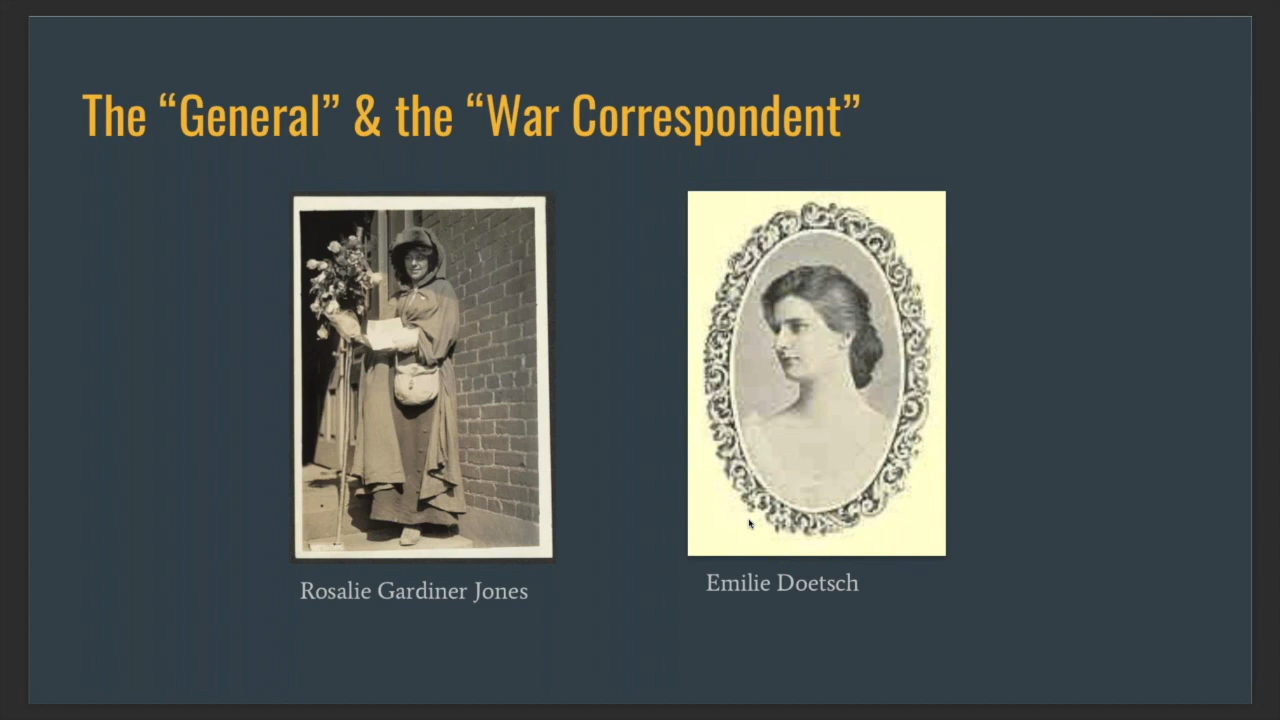 The “General” & the “War Correspondent”
Rosalie Gardiner Jones
Emilie Doetsch